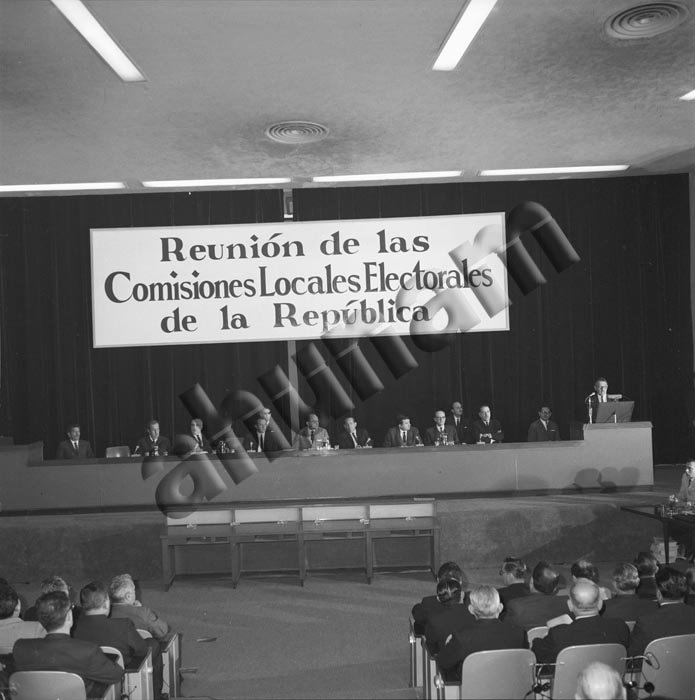 Reunión de las
Comisiones Locales Electorales
de la República